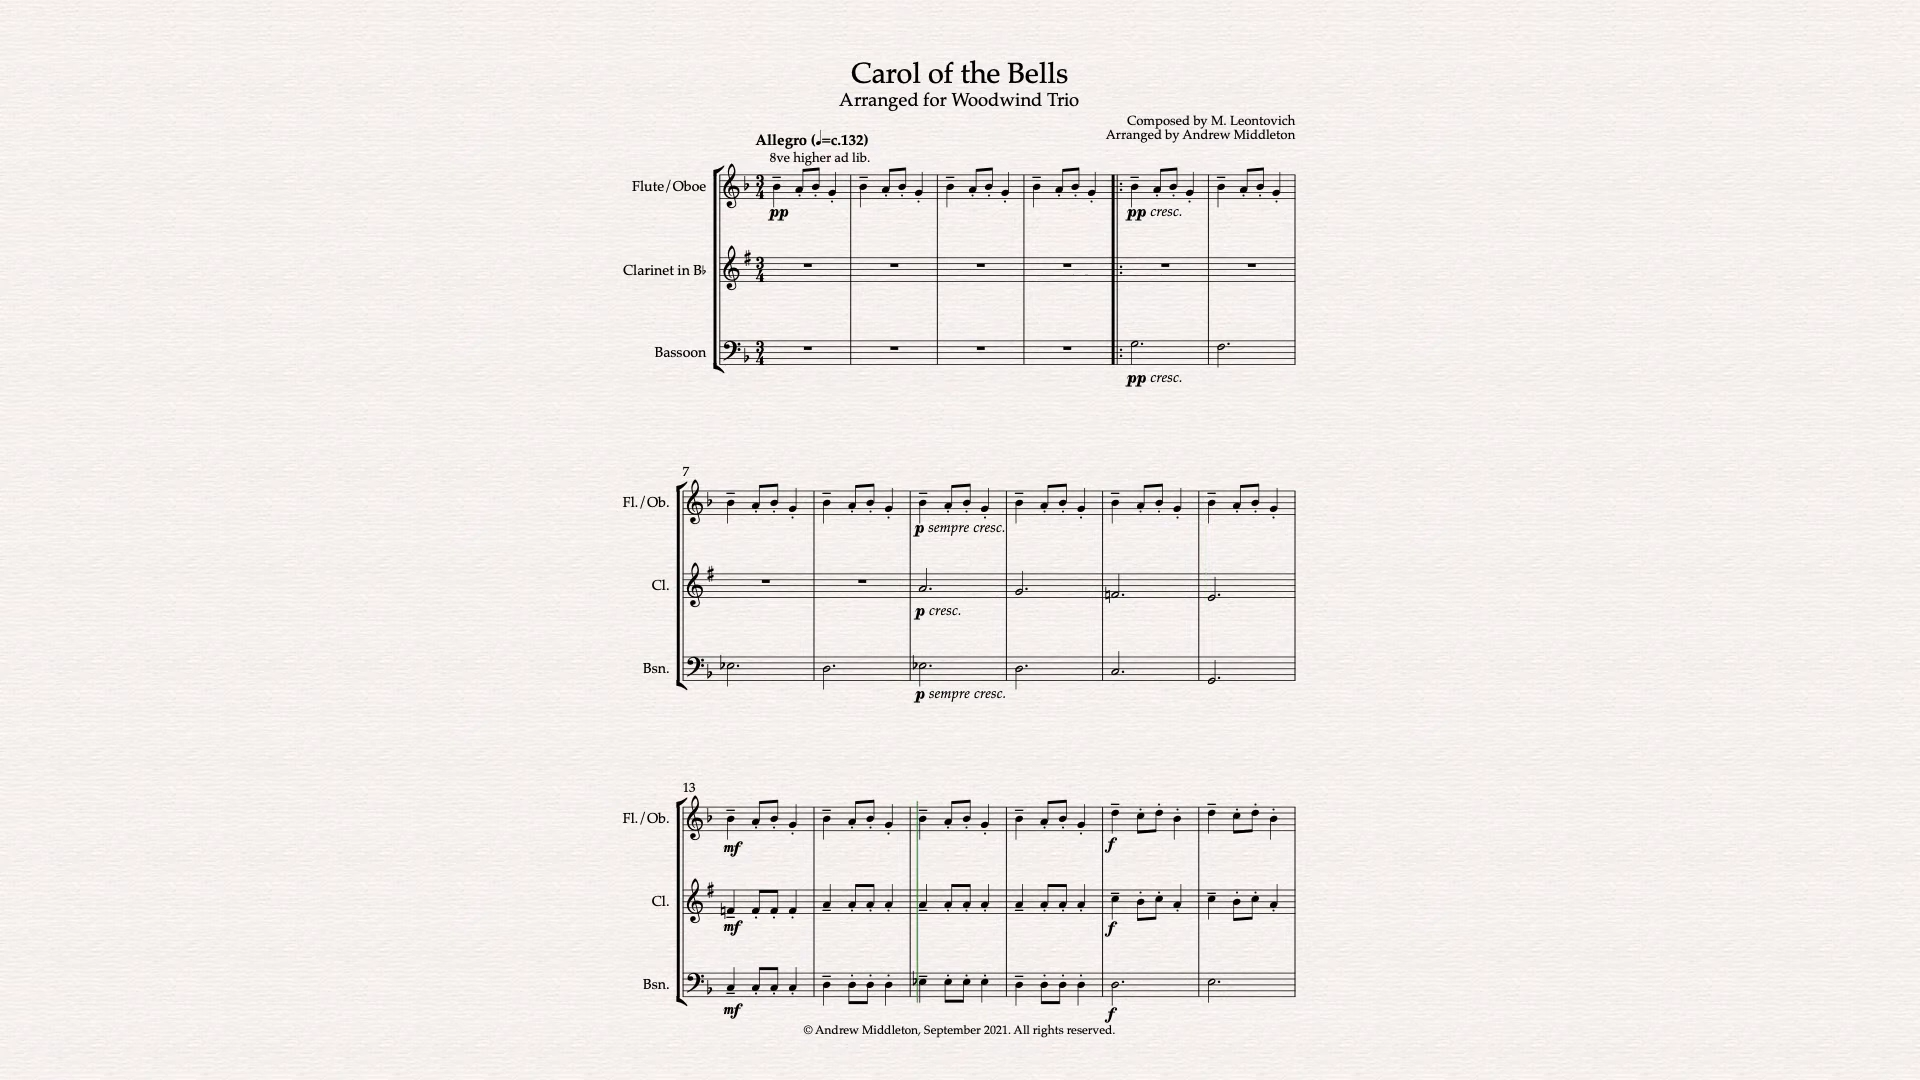 Carol of the Bells
Arranged for Woodwind Trio
Composed by M. Leontovich
Arranged by Andrew Middleton
Allegro (♩=c.132)
8ve higher ad lib.
Flute/Oboe
pp
pp cresc.
Clarinet in B♭
Bassoon
pp cresc.
7
Fl./Ob.
p sempre cresc.
Cl.
p cresc.
Bsn.
p sempre cresc.
13
Fl./Ob.
mf
f
Cl.
mf
f
Bsn.
mf
f
© Andrew Middleton, September 2021. All rights reserved.